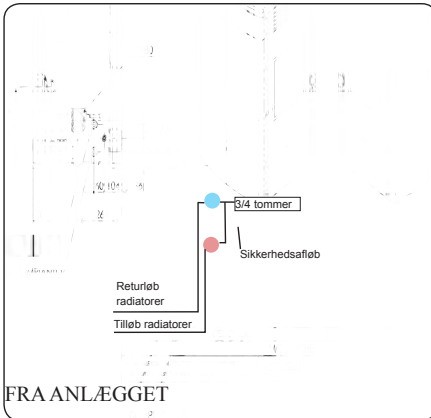 3/4 tommer
Sikkerhedsafløb
Returløb
radiatorer
Tilløb radiatorer
FRA ANLÆGGET